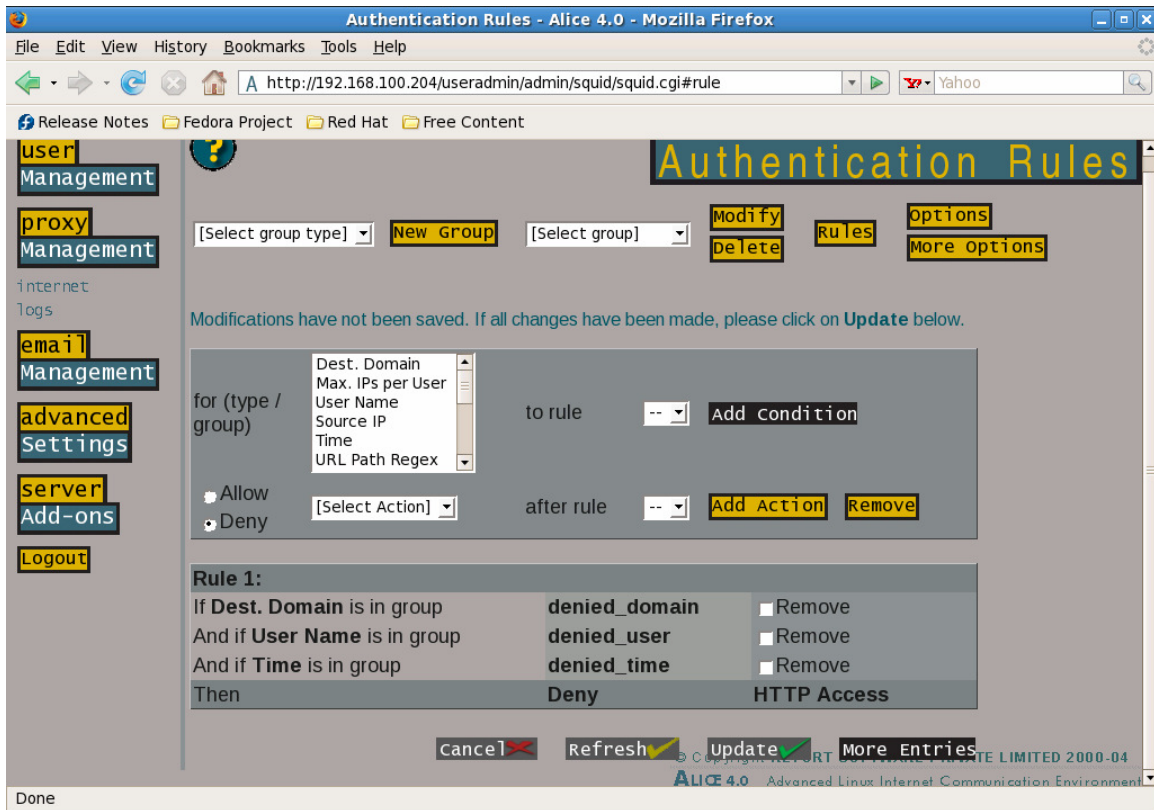 Authentication Rules - Alice 4.0 - Mozilla Firefox
File Edit View History Bookmarks Tools Help
A http://192.168.100.204/useradmin/admin/squid/squid.cgi#rule
Yahoo
Release Notes Fedora Project Red Hat Free Content
user
Management
proxy
Management
internet
logs
email
Management
advanced
Settings
server
Add-ons
Logout
?
Authentication Rules
[Select group type] New Group [Select group] Modify Delete Rules Options More Options
Modifications have not been saved. If all changes have been made, please click on Update below.
for (type / group)
Dest. Domain
Max. IPs per User
User Name
Source IP
Time
URL Path Regex
to rule -- Add Condition
Allow
Deny
[Select Action] after rule -- Add Action Remove
Rule 1:
If Dest. Domain is in group denied_domain Remove
And if User Name is in group denied_user Remove
And if Time is in group denied_time Remove
Then Deny HTTP Access
Cancel Refresh Update More Entries
LIMITED 2000-04
ALICE 4.0 Advanced Linux Internet Communication Environment
Done